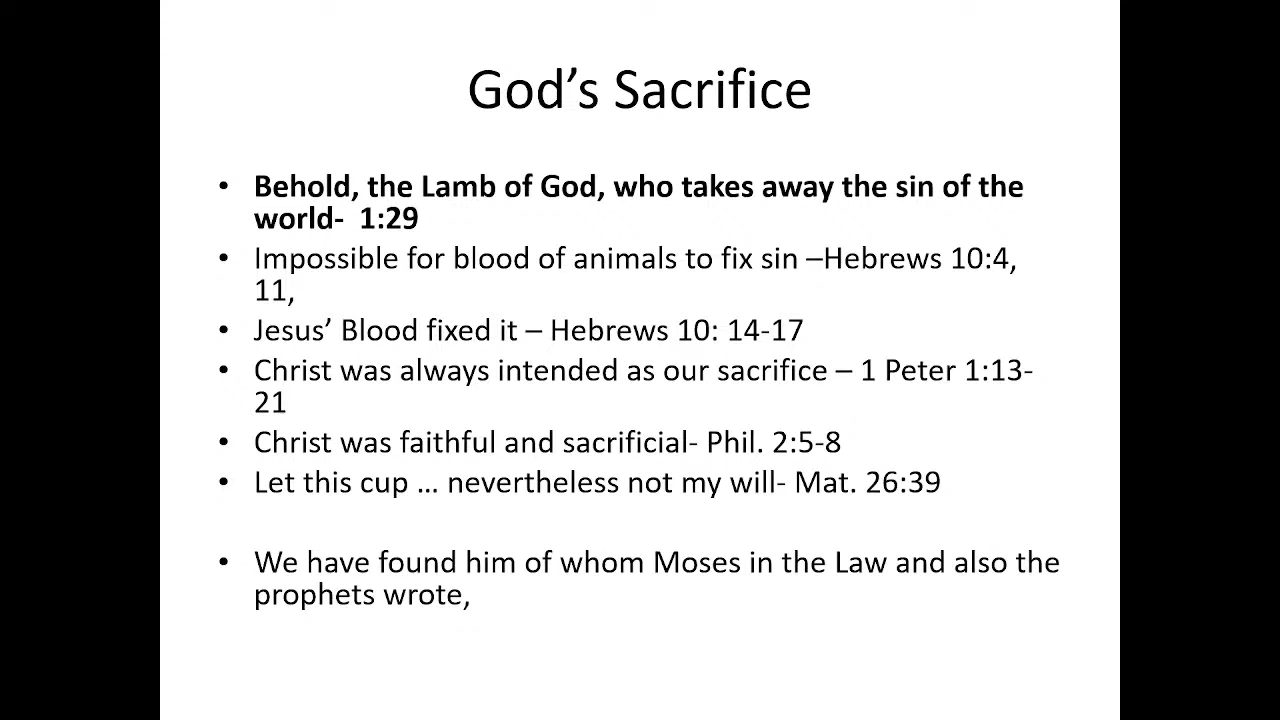 God’s Sacrifice
• Behold, the Lamb of God, who takes away the sin of the
world-  1:29
• Impossible for blood of animals to fix sin –Hebrews 10:4,
11,
• Jesus’ Blood fixed it – Hebrews 10: 14-17
• Christ was always intended as our sacrifice – 1 Peter 1:13-
21
• Christ was faithful and sacrificial- Phil. 2:5-8
• Let this cup … nevertheless not my will- Mat. 26:39
• We have found him of whom Moses in the Law and also the
prophets wrote,